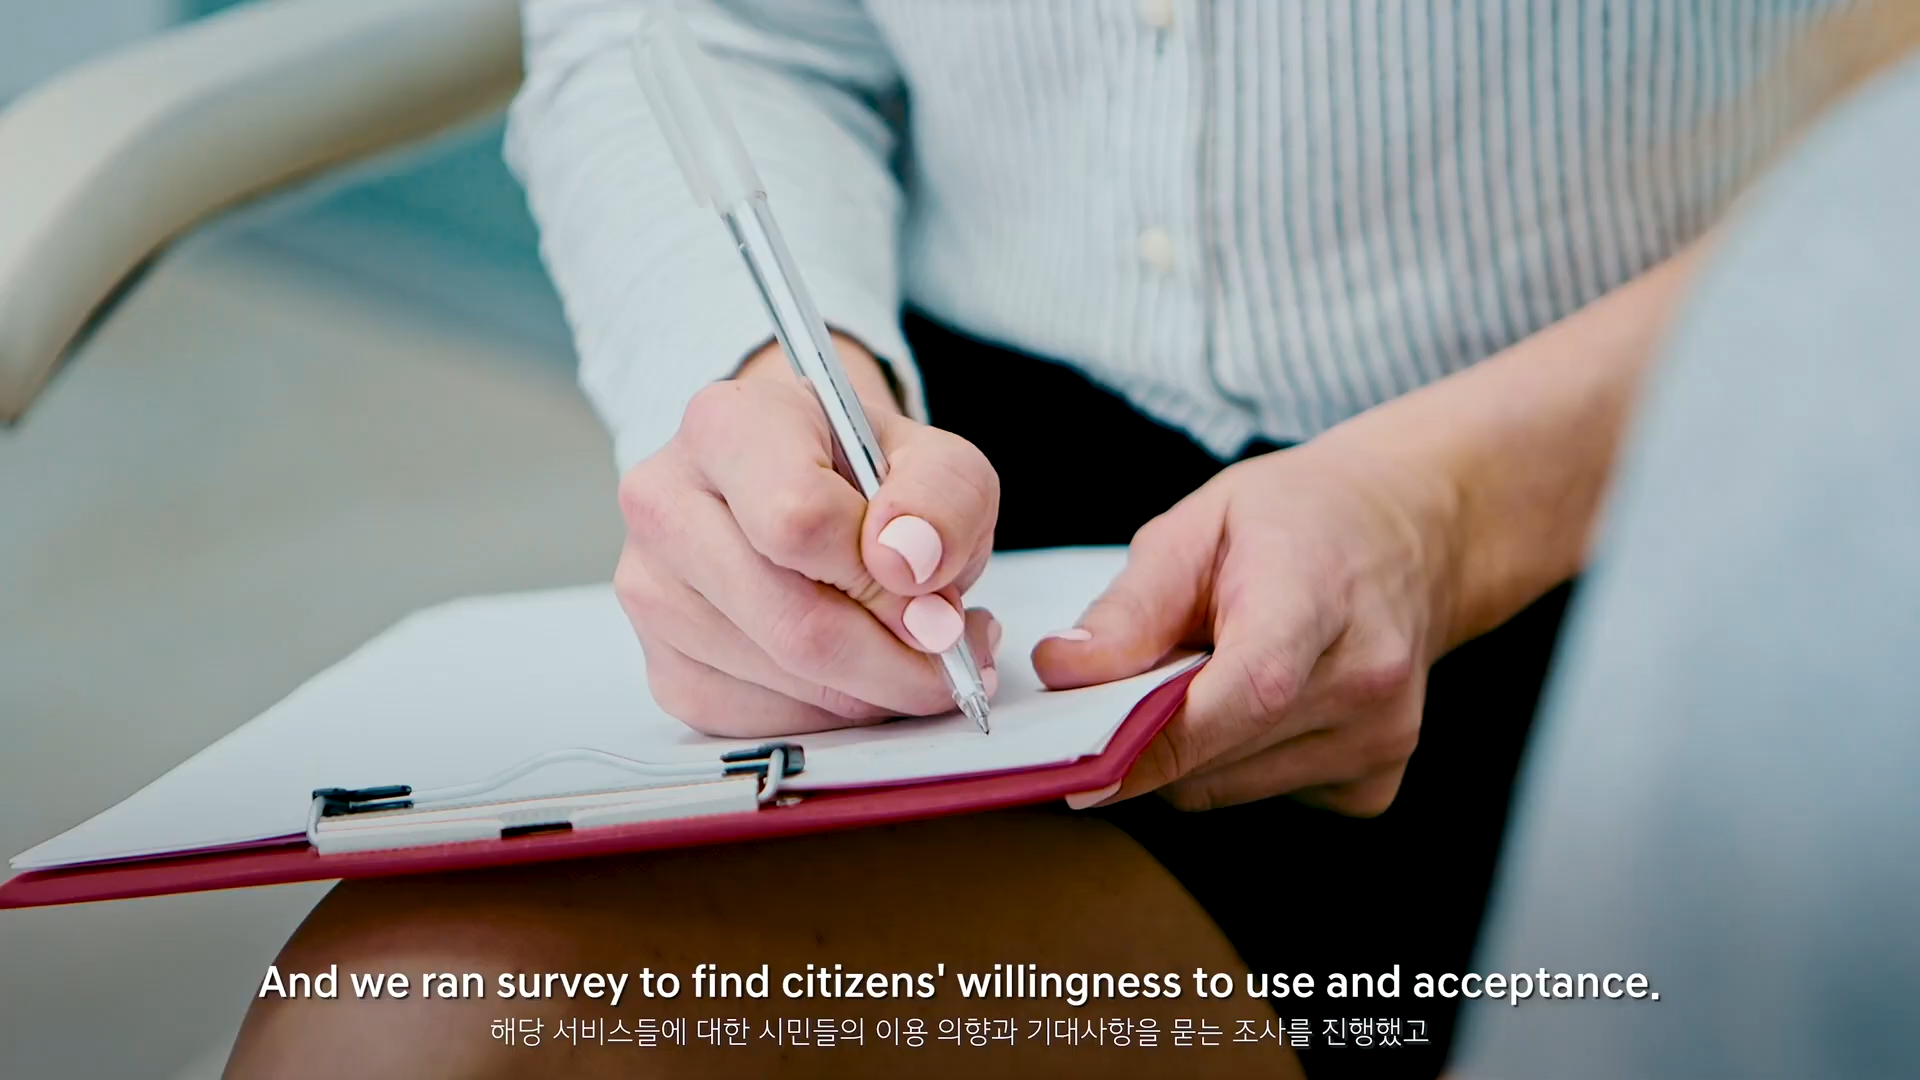 And we ran survey to find citizens' willingness to use and acceptance.
해당 서비스들에 대한 시민들의 이용 의향과 기대사항을 묻는 조사를 진행했고